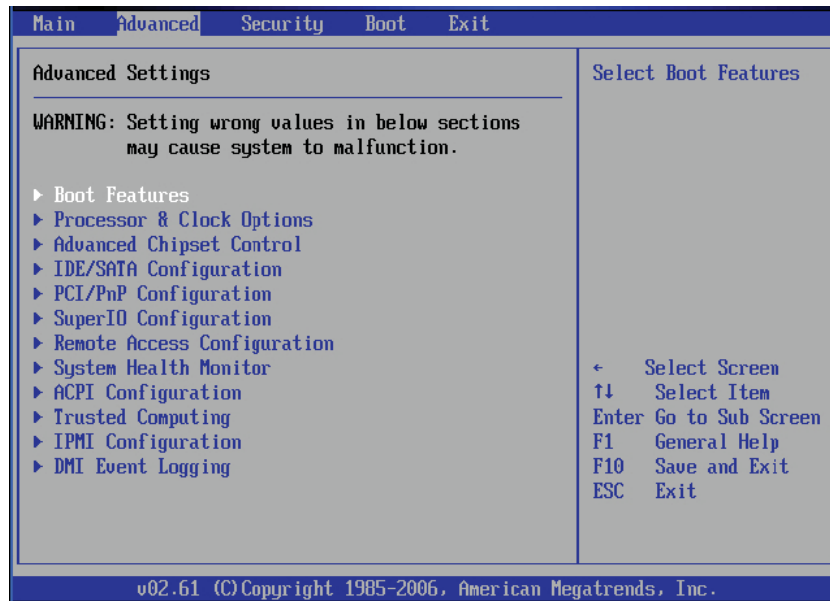 Main Advanced Security Boot Exit
Advanced Settings
WARNING: Setting wrong values in below sections
may cause system to malfunction.
▶ Boot Features
▶ Processor & Clock Options
▶ Advanced Chipset Control
▶ IDE/SATA Configuration
▶ PCI/PnP Configuration
▶ SuperIO Configuration
▶ Remote Access Configuration
▶ System Health Monitor
▶ ACPI Configuration
▶ Trusted Computing
▶ IPMI Configuration
▶ DMI Event Logging
Select Boot Features
← Select Screen
↑↓ Select Item
Enter Go to Sub Screen
F1 General Help
F10 Save and Exit
ESC Exit
v02.61 (C)Copyright 1985-2006, American Megatrends, Inc.